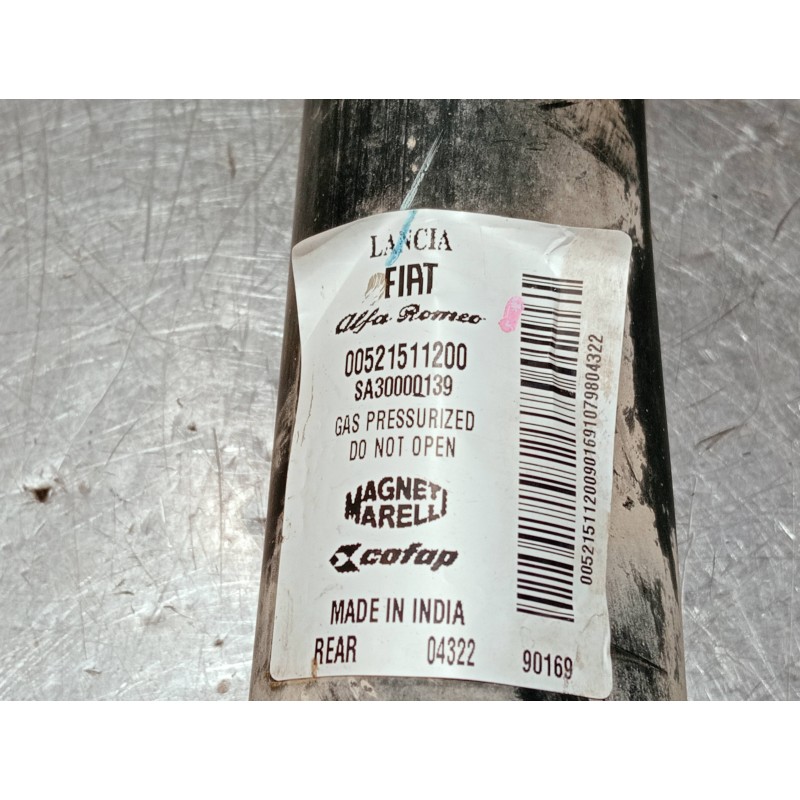 LANCIA
FIAT
Alfa Romeo
00521511200
SA3000Q139
GAS PRESSURIZED
DO NOT OPEN
MAGNETI
MARELLI
cofap
MADE IN INDIA
REAR 04322 90169
00521511200901691079804322